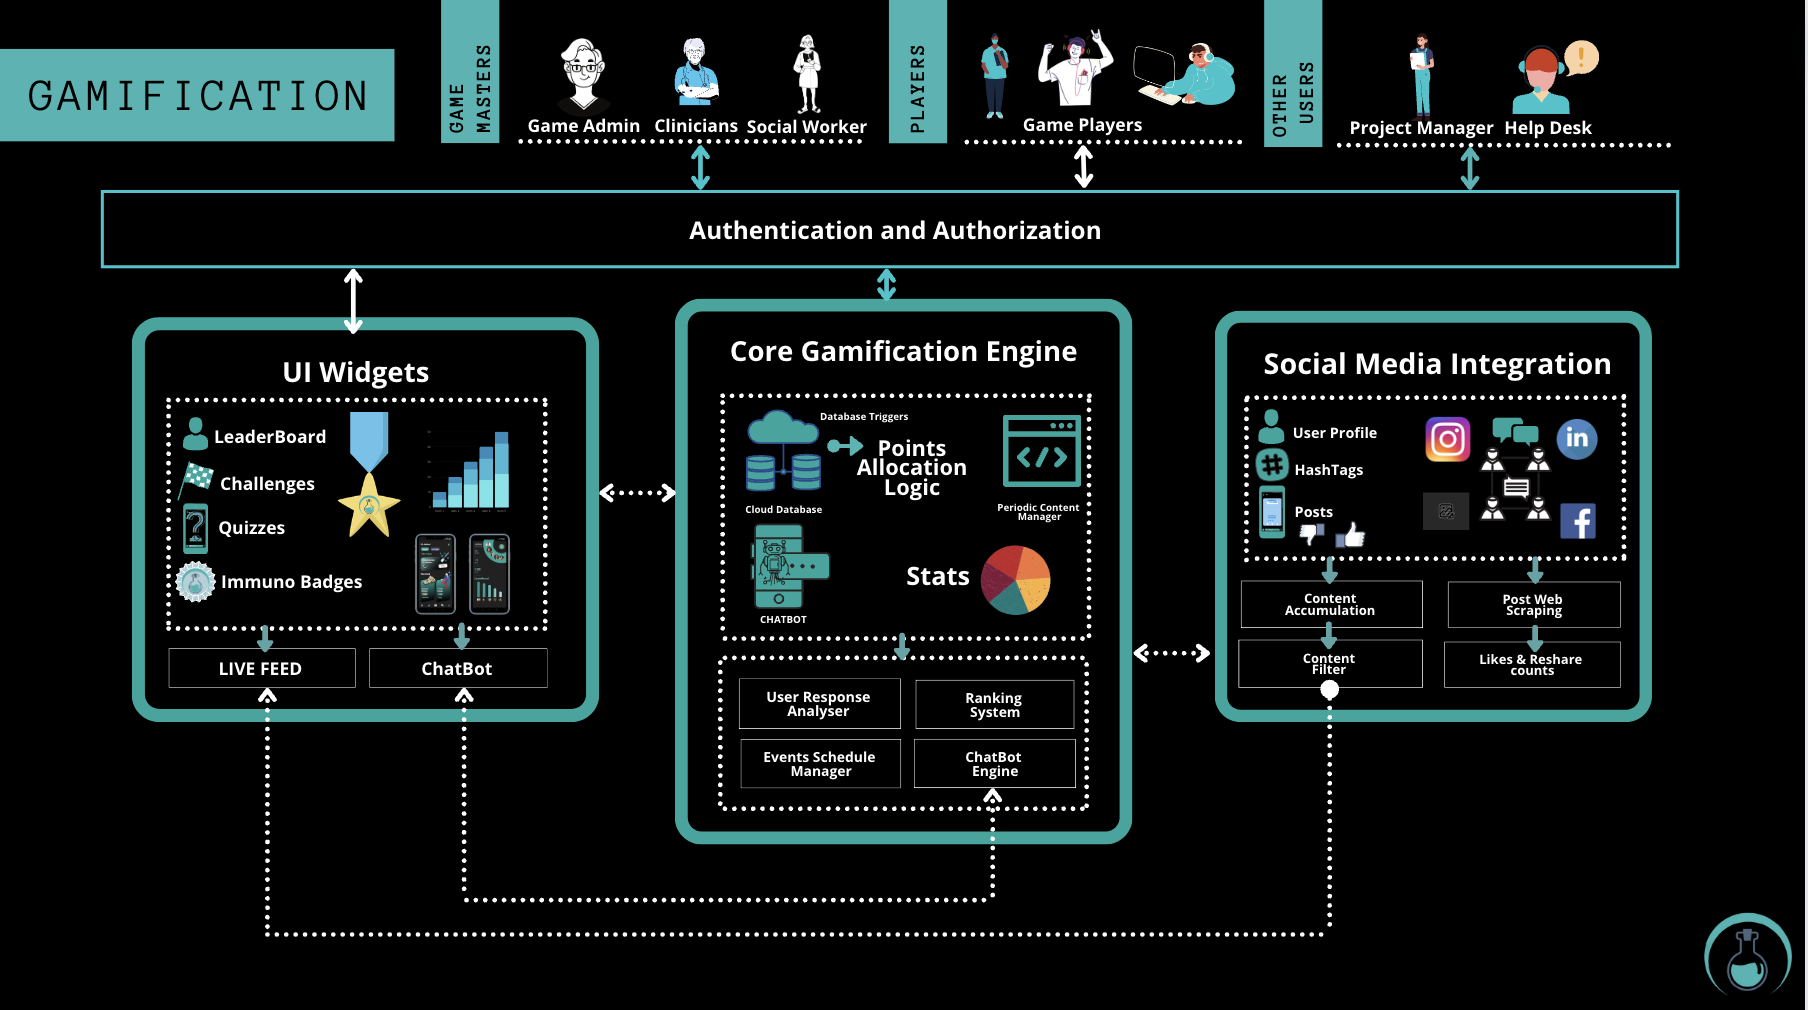 GAMIFICATION
GAME
MASTERS
Game Admin
Clinicians
Social Worker
PLAYERS
Game Players
OTHER
USERS
Project Manager
Help Desk
Authentication and Authorization
UI Widgets
LeaderBoard
Challenges
Quizzes
Immuno Badges
LIVE FEED
ChatBot
Core Gamification Engine
Database Triggers
Points
Allocation
Logic
Cloud Database
Periodic Content
Manager
CHATBOT
Stats
User Response
Analyser
Ranking
System
Events Schedule
Manager
ChatBot
Engine
Social Media Integration
User Profile
HashTags
Posts
Content
Accumulation
Post Web
Scraping
Content
Filter
Likes & Reshare
counts